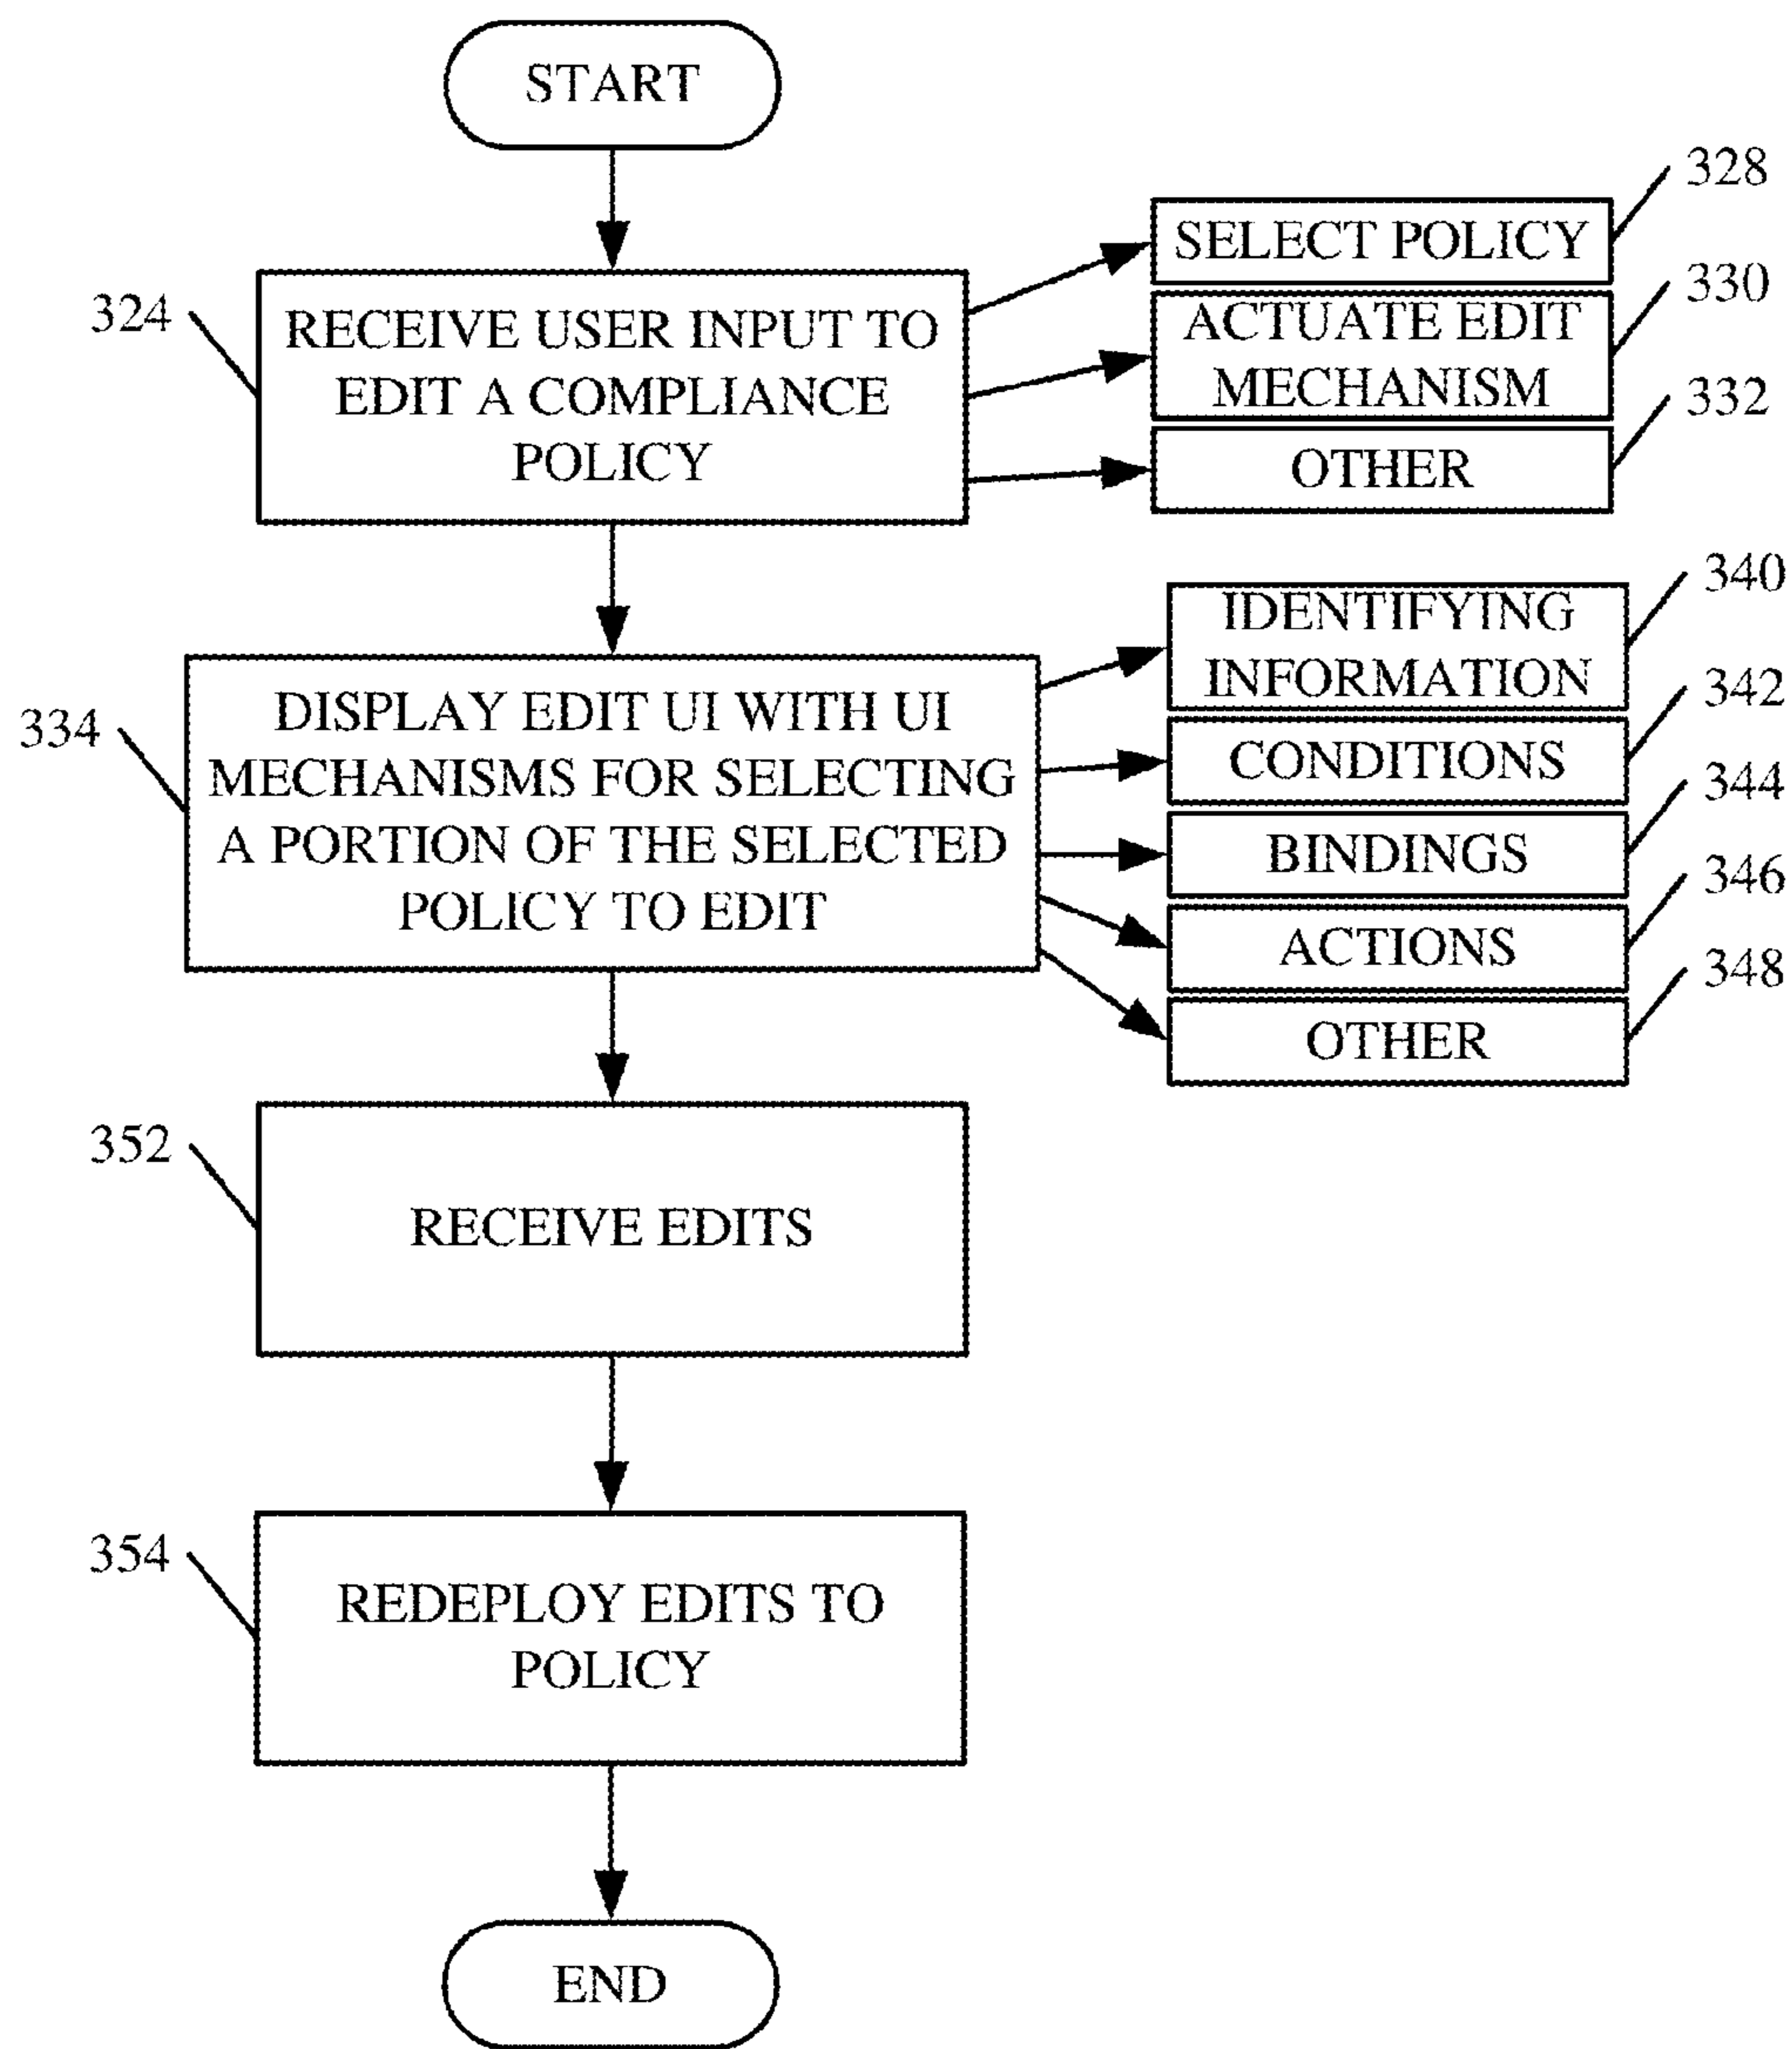 START
324
RECEIVE USER INPUT TO
EDIT A COMPLIANCE
POLICY
SELECT POLICY
328
ACTUATE EDIT
MECHANISM
330
OTHER
332
334
DISPLAY EDIT UI WITH UI
MECHANISMS FOR SELECTING
A PORTION OF THE SELECTED
POLICY TO EDIT
IDENTIFYING
INFORMATION
340
CONDITIONS
342
BINDINGS
344
ACTIONS
346
OTHER
348
352
RECEIVE EDITS
354
REDEPLOY EDITS TO
POLICY
END